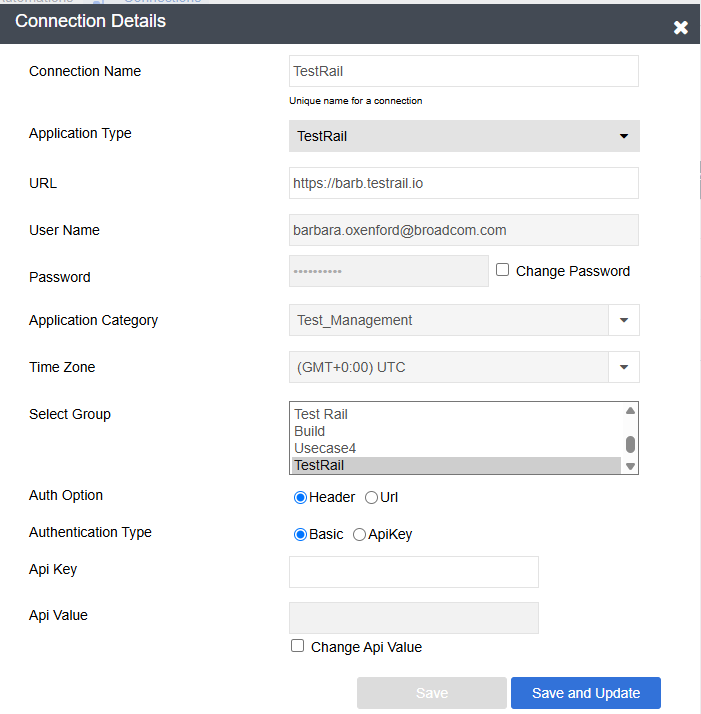 Connection Details
Connection Name TestRail
Unique name for a connection
Application Type TestRail
URL https://barb.testrail.io
User Name barbara.oxenford@broadcom.com
Password ••••••••••  Change Password
Application Category Test_Management
Time Zone (GMT+0:00) UTC
Select Group Test Rail
Build
Usecase4
TestRail
Auth Option Header Url
Authentication Type Basic ApiKey
Api Key
Api Value
Change Api Value
Save Save and Update